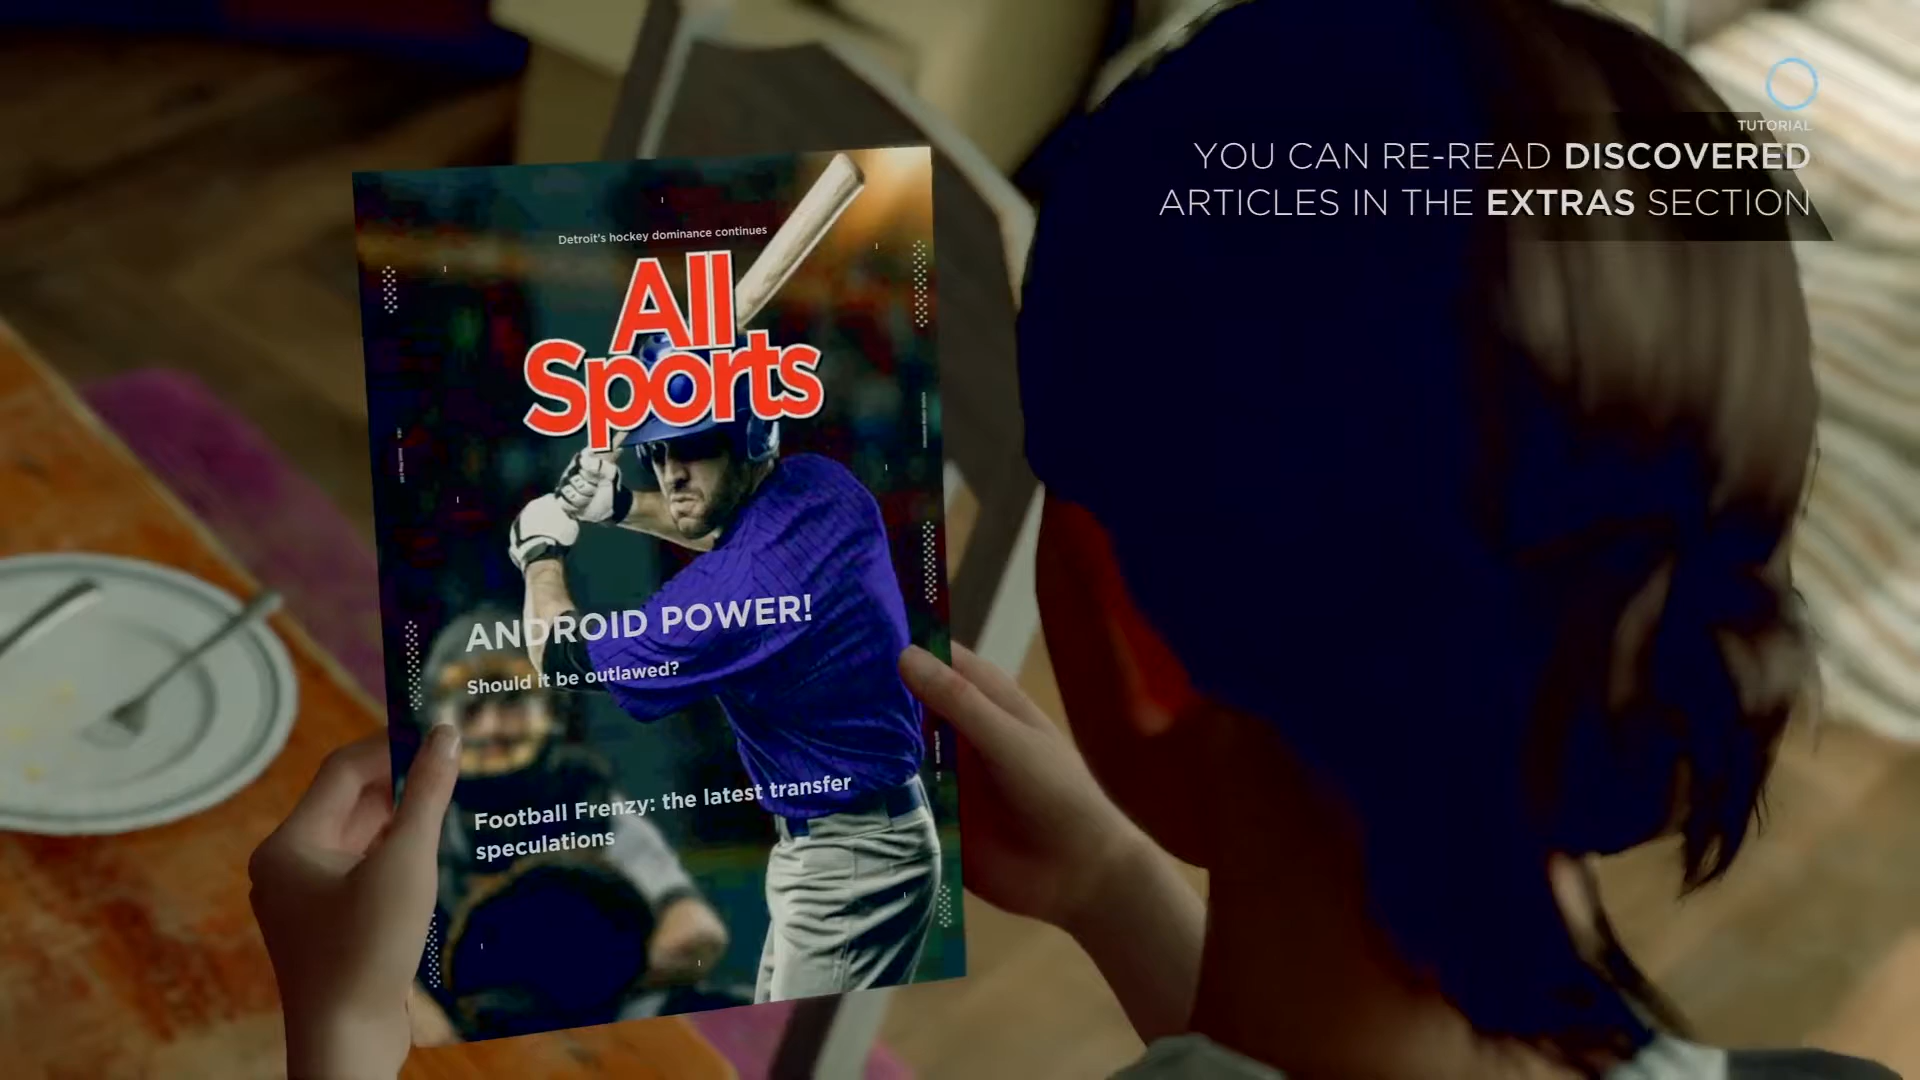 TUTORIAL
YOU CAN RE-READ DISCOVERED
ARTICLES IN THE EXTRAS SECTION
Detroit's hockey dominance continues
All
Sports
ANDROID POWER!
Should it be outlawed?
Football Frenzy: the latest transfer
speculations